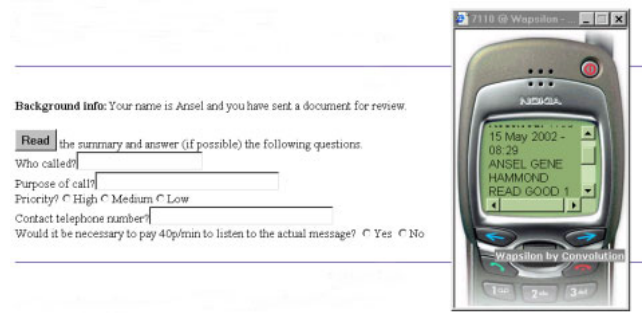 7110 @ Wapsilon - ...
NOKIA
15 May 2002 -
08:29
ANSEL GENE
HAMMOND
READ GOOD 1
Wapsilon by Convolution
1
2
3
Background info: Your name is Ansel and you have sent a document for review.
Read the summary and answer (if possible) the following questions.
Who called?
Purpose of call?
Priority? High Medium Low
Contact telephone number?
Would it be necessary to pay 40p/min to listen to the actual message? Yes No